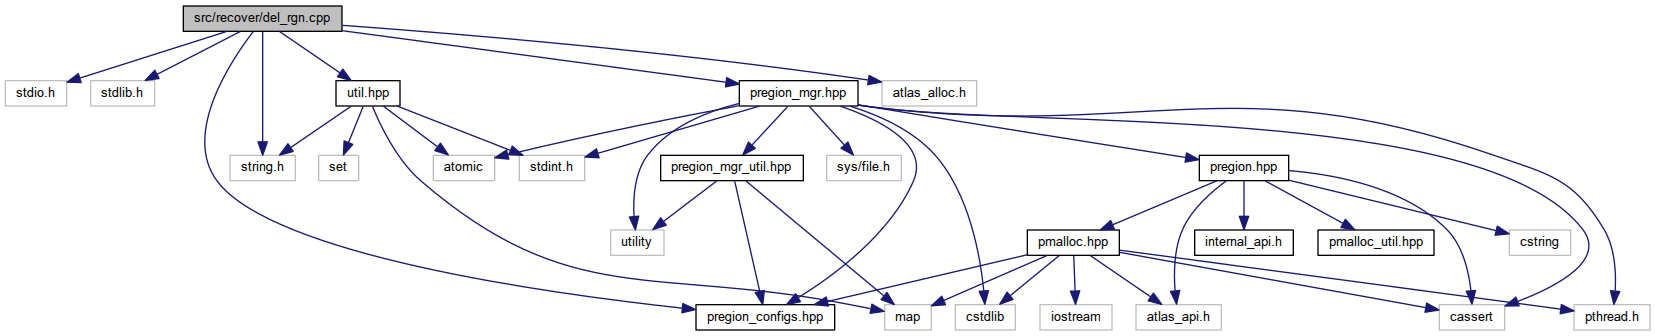 src/recover/del_rgn.cpp
stdio.h
stdlib.h
util.hpp
pregion_mgr.hpp
atlas_alloc.h
string.h
set
atomic
stdint.h
pregion_mgr_util.hpp
sys/file.h
pregion.hpp
utility
pmalloc.hpp
internal_api.h
pmalloc_util.hpp
cstring
pregion_configs.hpp
map
cstdlib
iostream
atlas_api.h
cassert
pthread.h